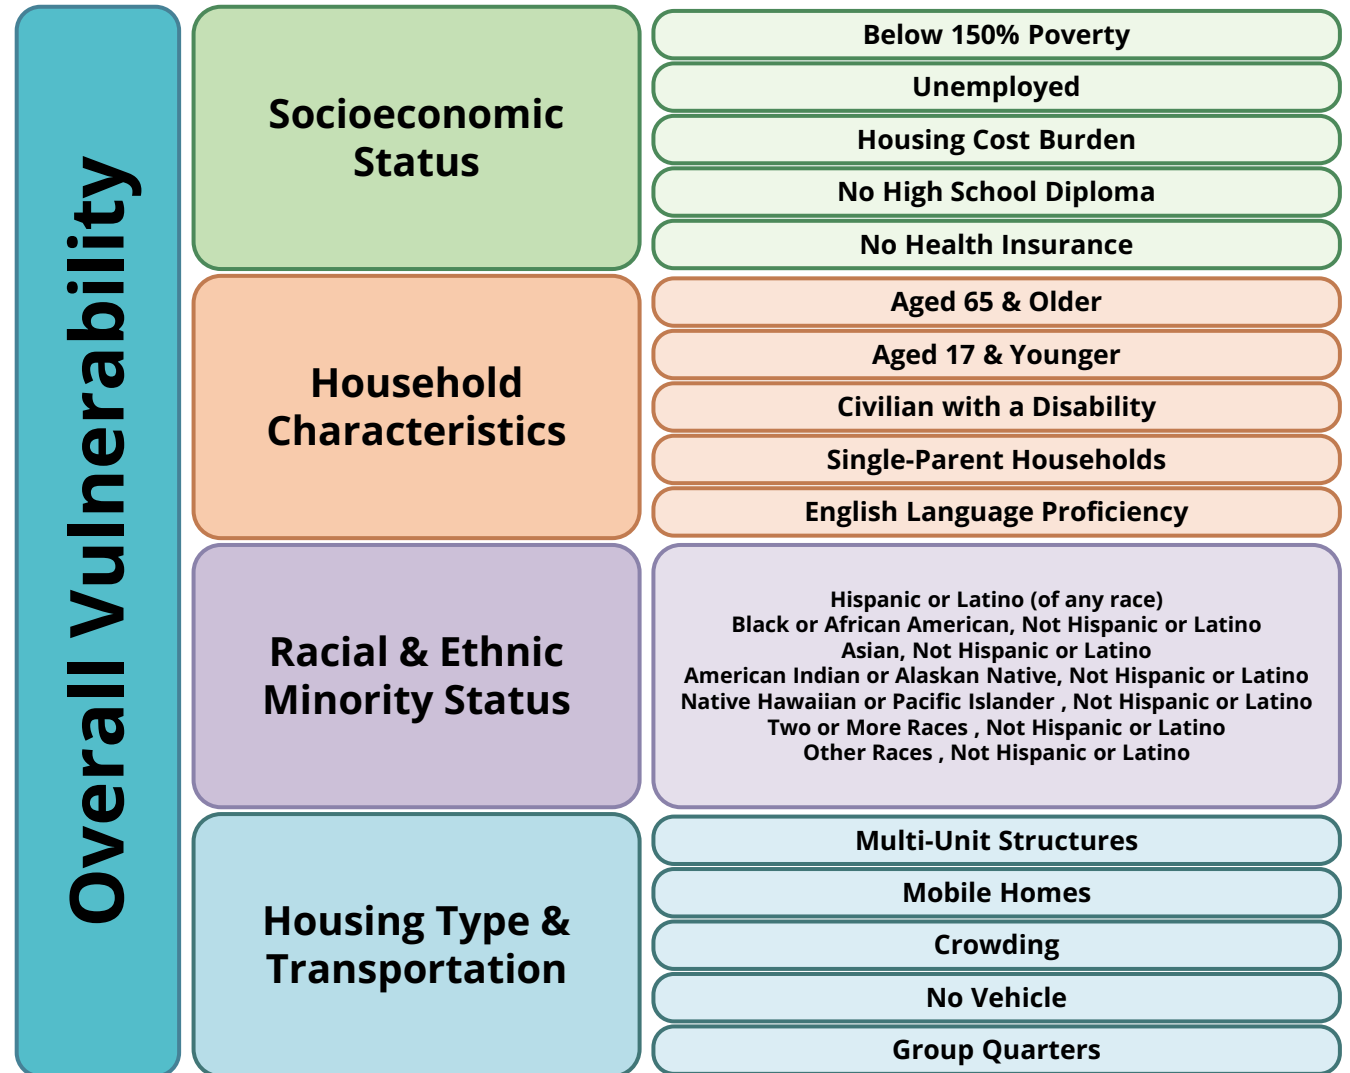 Overall Vulnerability
Socioeconomic
Status
Below 150% Poverty
Unemployed
Housing Cost Burden
No High School Diploma
No Health Insurance
Household
Characteristics
Aged 65 & Older
Aged 17 & Younger
Civilian with a Disability
Single-Parent Households
English Language Proficiency
Racial & Ethnic
Minority Status
Hispanic or Latino (of any race)
Black or African American, Not Hispanic or Latino
Asian, Not Hispanic or Latino
American Indian or Alaskan Native, Not Hispanic or Latino
Native Hawaiian or Pacific Islander , Not Hispanic or Latino
Two or More Races , Not Hispanic or Latino
Other Races , Not Hispanic or Latino
Housing Type &
Transportation
Multi-Unit Structures
Mobile Homes
Crowding
No Vehicle
Group Quarters